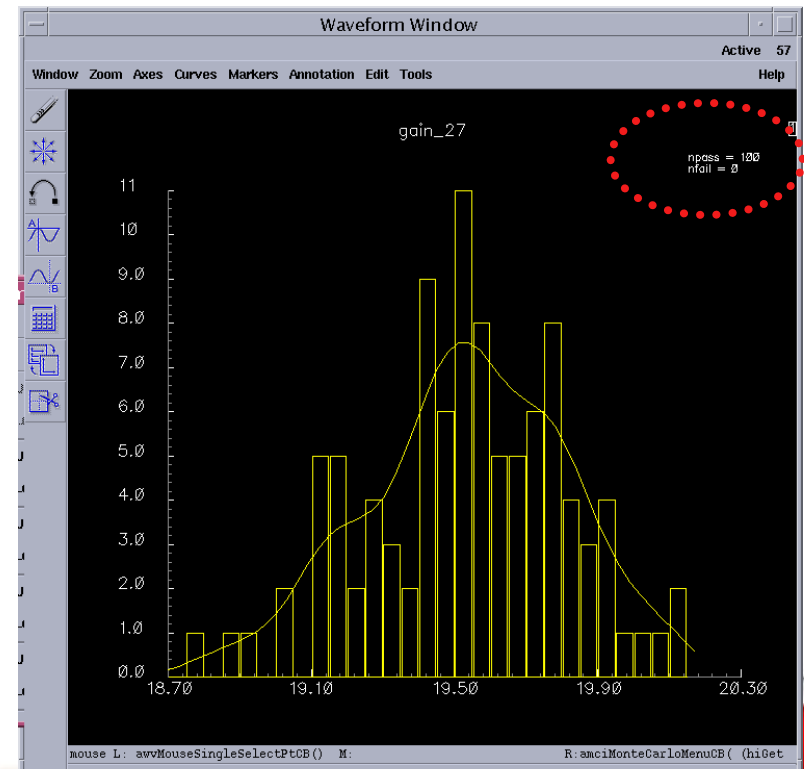 Waveform Window
Active 57
Window Zoom Axes Curves Markers Annotation Edit Tools Help
gain_27
npass = 100
nfail = 0
11
10
9.0
8.0
7.0
6.0
5.0
4.0
3.0
2.0
1.0
0.0
18.70 19.10 19.50 19.90 20.30
mouse L: awvMouseSingleSelectPtCB() M: R:amciMonteCarloMenuCB( (hiGet